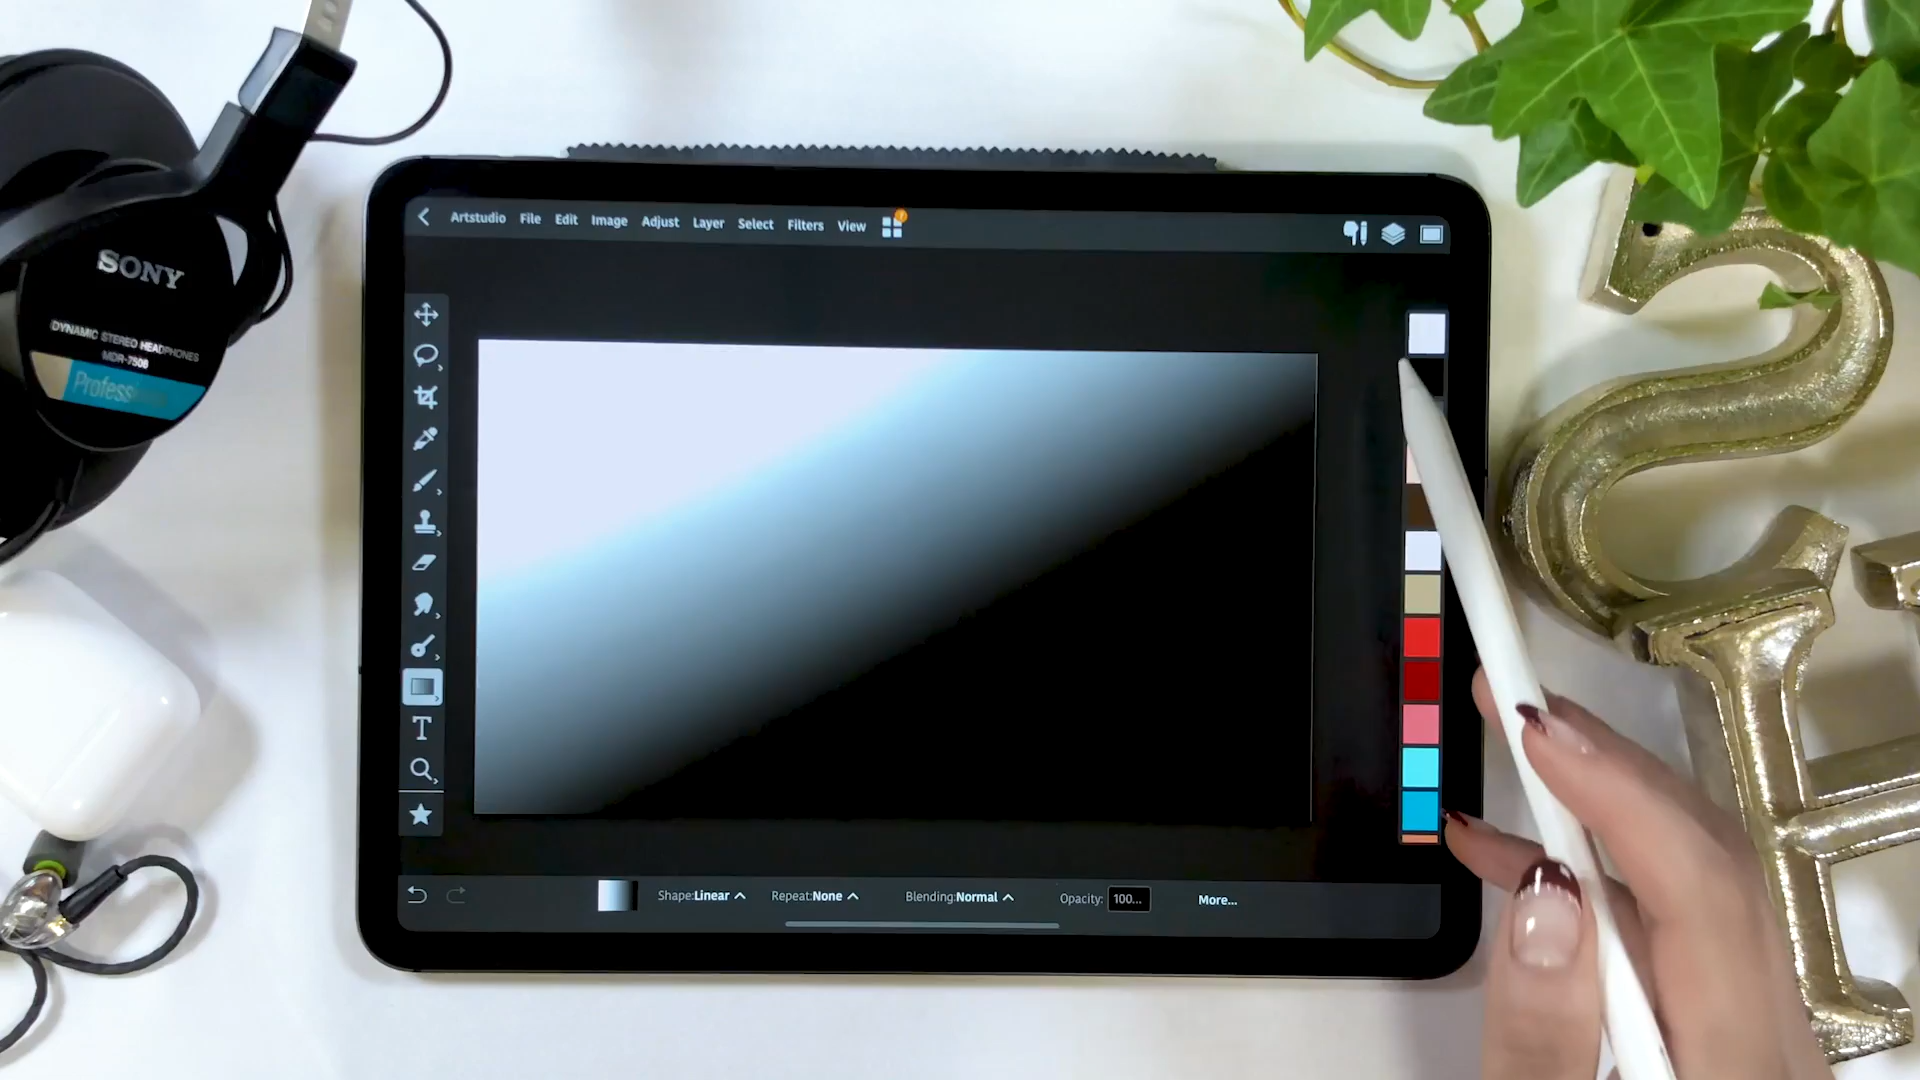 SONY
DYNAMIC STEREO HEADPHONES
MDR-7506
Profess
Artstudio File Edit Image Adjust Layer Select Filters View
T
Shape:Linear Repeat:None Blending:Normal Opacity: 100... More...
S
H